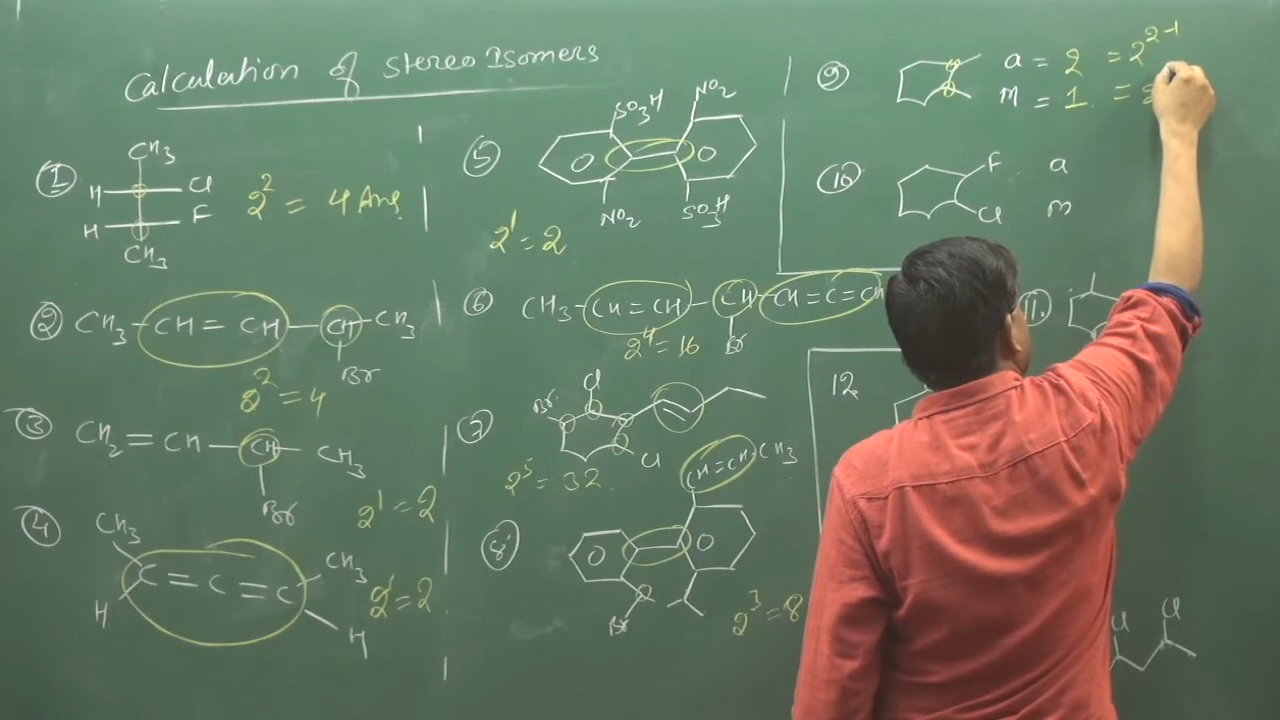 Calculation of Stereo Isomers
①
CH₃
H Cl
H F
CH₃
2² = 4 Ans.
②
CH₃-CH=CH-CH-CH₃
Br
2² = 4
③
CH₂=CH-CH-CH₃
Br
2¹ = 2
④
CH₃
C=C=C
CH₃
H
H
2¹ = 2
⑤
SO₃H NO₂
NO₂ SO₃H
2¹ = 2
⑥
CH₃-CH=CH-CH-CH=C=CH
Br
2⁴ = 16
⑦
Cl
Br
Cl
2⁵ = 32
⑧
CH=CH-CH₃
Br
2³ = 8
⑨
a = 2 = 2²⁻¹
m = 1 =
⑩
F
Cl
a
m
11.
12.
Cl Cl